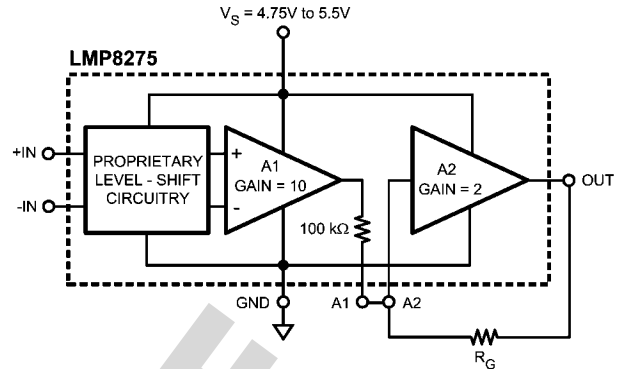 V_S = 4.75V to 5.5V
LMP8275
+IN
-IN
PROPRIETARY
LEVEL - SHIFT
CIRCUITRY
+
-
A1
GAIN = 10
100 kΩ
A2
GAIN = 2
OUT
GND
A1
A2
R_G